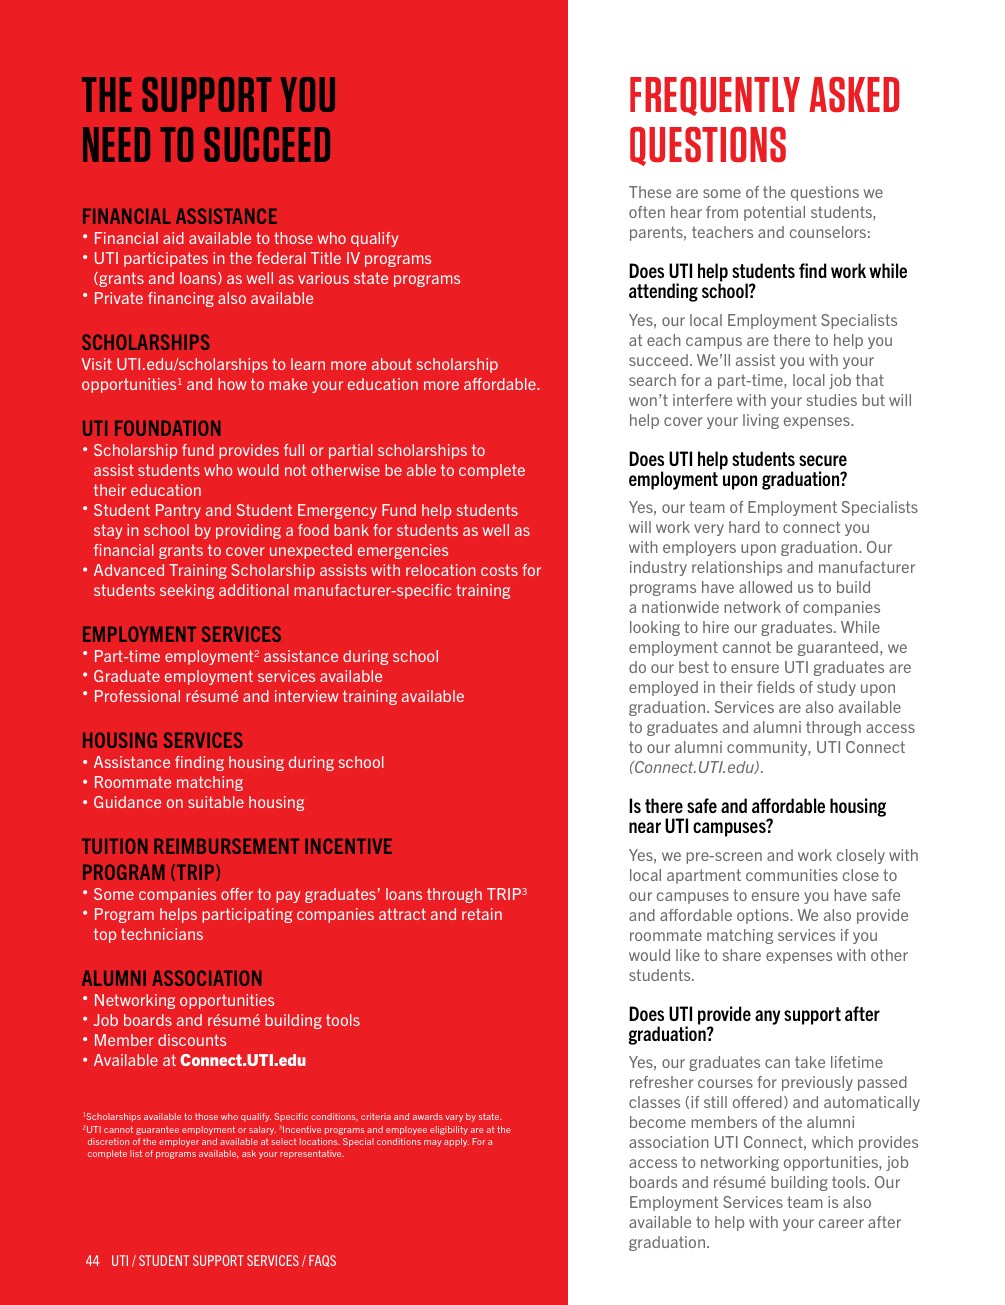 THE SUPPORT YOU
NEED TO SUCCEED
FINANCIAL ASSISTANCE
• Financial aid available to those who qualify
• UTI participates in the federal Title IV programs
(grants and loans) as well as various state programs
• Private financing also available
SCHOLARSHIPS
Visit UTI.edu/scholarships to learn more about scholarship
opportunities¹ and how to make your education more affordable.
UTI FOUNDATION
• Scholarship fund provides full or partial scholarships to
assist students who would not otherwise be able to complete
their education
• Student Pantry and Student Emergency Fund help students
stay in school by providing a food bank for students as well as
financial grants to cover unexpected emergencies
• Advanced Training Scholarship assists with relocation costs for
students seeking additional manufacturer-specific training
EMPLOYMENT SERVICES
• Part-time employment² assistance during school
• Graduate employment services available
• Professional résumé and interview training available
HOUSING SERVICES
• Assistance finding housing during school
• Roommate matching
• Guidance on suitable housing
TUITION REIMBURSEMENT INCENTIVE
PROGRAM (TRIP)
• Some companies offer to pay graduates’ loans through TRIP³
• Program helps participating companies attract and retain
top technicians
ALUMNI ASSOCIATION
• Networking opportunities
• Job boards and résumé building tools
• Member discounts
• Available at Connect.UTI.edu
¹Scholarships available to those who qualify. Specific conditions, criteria and awards vary by state.
²UTI cannot guarantee employment or salary. ³Incentive programs and employee eligibility are at the
discretion of the employer and available at select locations. Special conditions may apply. For a
complete list of programs available, ask your representative.
44 UTI / STUDENT SUPPORT SERVICES / FAQS
FREQUENTLY ASKED
QUESTIONS
These are some of the questions we
often hear from potential students,
parents, teachers and counselors:
Does UTI help students find work while
attending school?
Yes, our local Employment Specialists
at each campus are there to help you
succeed. We’ll assist you with your
search for a part-time, local job that
won’t interfere with your studies but will
help cover your living expenses.
Does UTI help students secure
employment upon graduation?
Yes, our team of Employment Specialists
will work very hard to connect you
with employers upon graduation. Our
industry relationships and manufacturer
programs have allowed us to build
a nationwide network of companies
looking to hire our graduates. While
employment cannot be guaranteed, we
do our best to ensure UTI graduates are
employed in their fields of study upon
graduation. Services are also available
to graduates and alumni through access
to our alumni community, UTI Connect
(Connect.UTI.edu).
Is there safe and affordable housing
near UTI campuses?
Yes, we pre-screen and work closely with
local apartment communities close to
our campuses to ensure you have safe
and affordable options. We also provide
roommate matching services if you
would like to share expenses with other
students.
Does UTI provide any support after
graduation?
Yes, our graduates can take lifetime
refresher courses for previously passed
classes (if still offered) and automatically
become members of the alumni
association UTI Connect, which provides
access to networking opportunities, job
boards and résumé building tools. Our
Employment Services team is also
available to help with your career after
graduation.